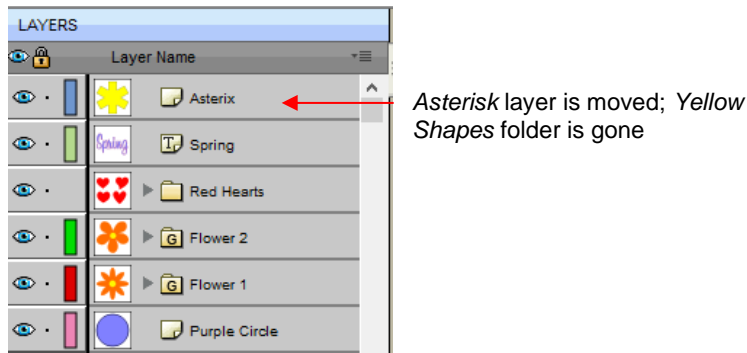 LAYERS
Layer Name
Asterix
Asterisk layer is moved; Yellow
Shapes folder is gone
Spring
T
Spring
Red Hearts
G
Flower 2
G
Flower 1
Purple Circle